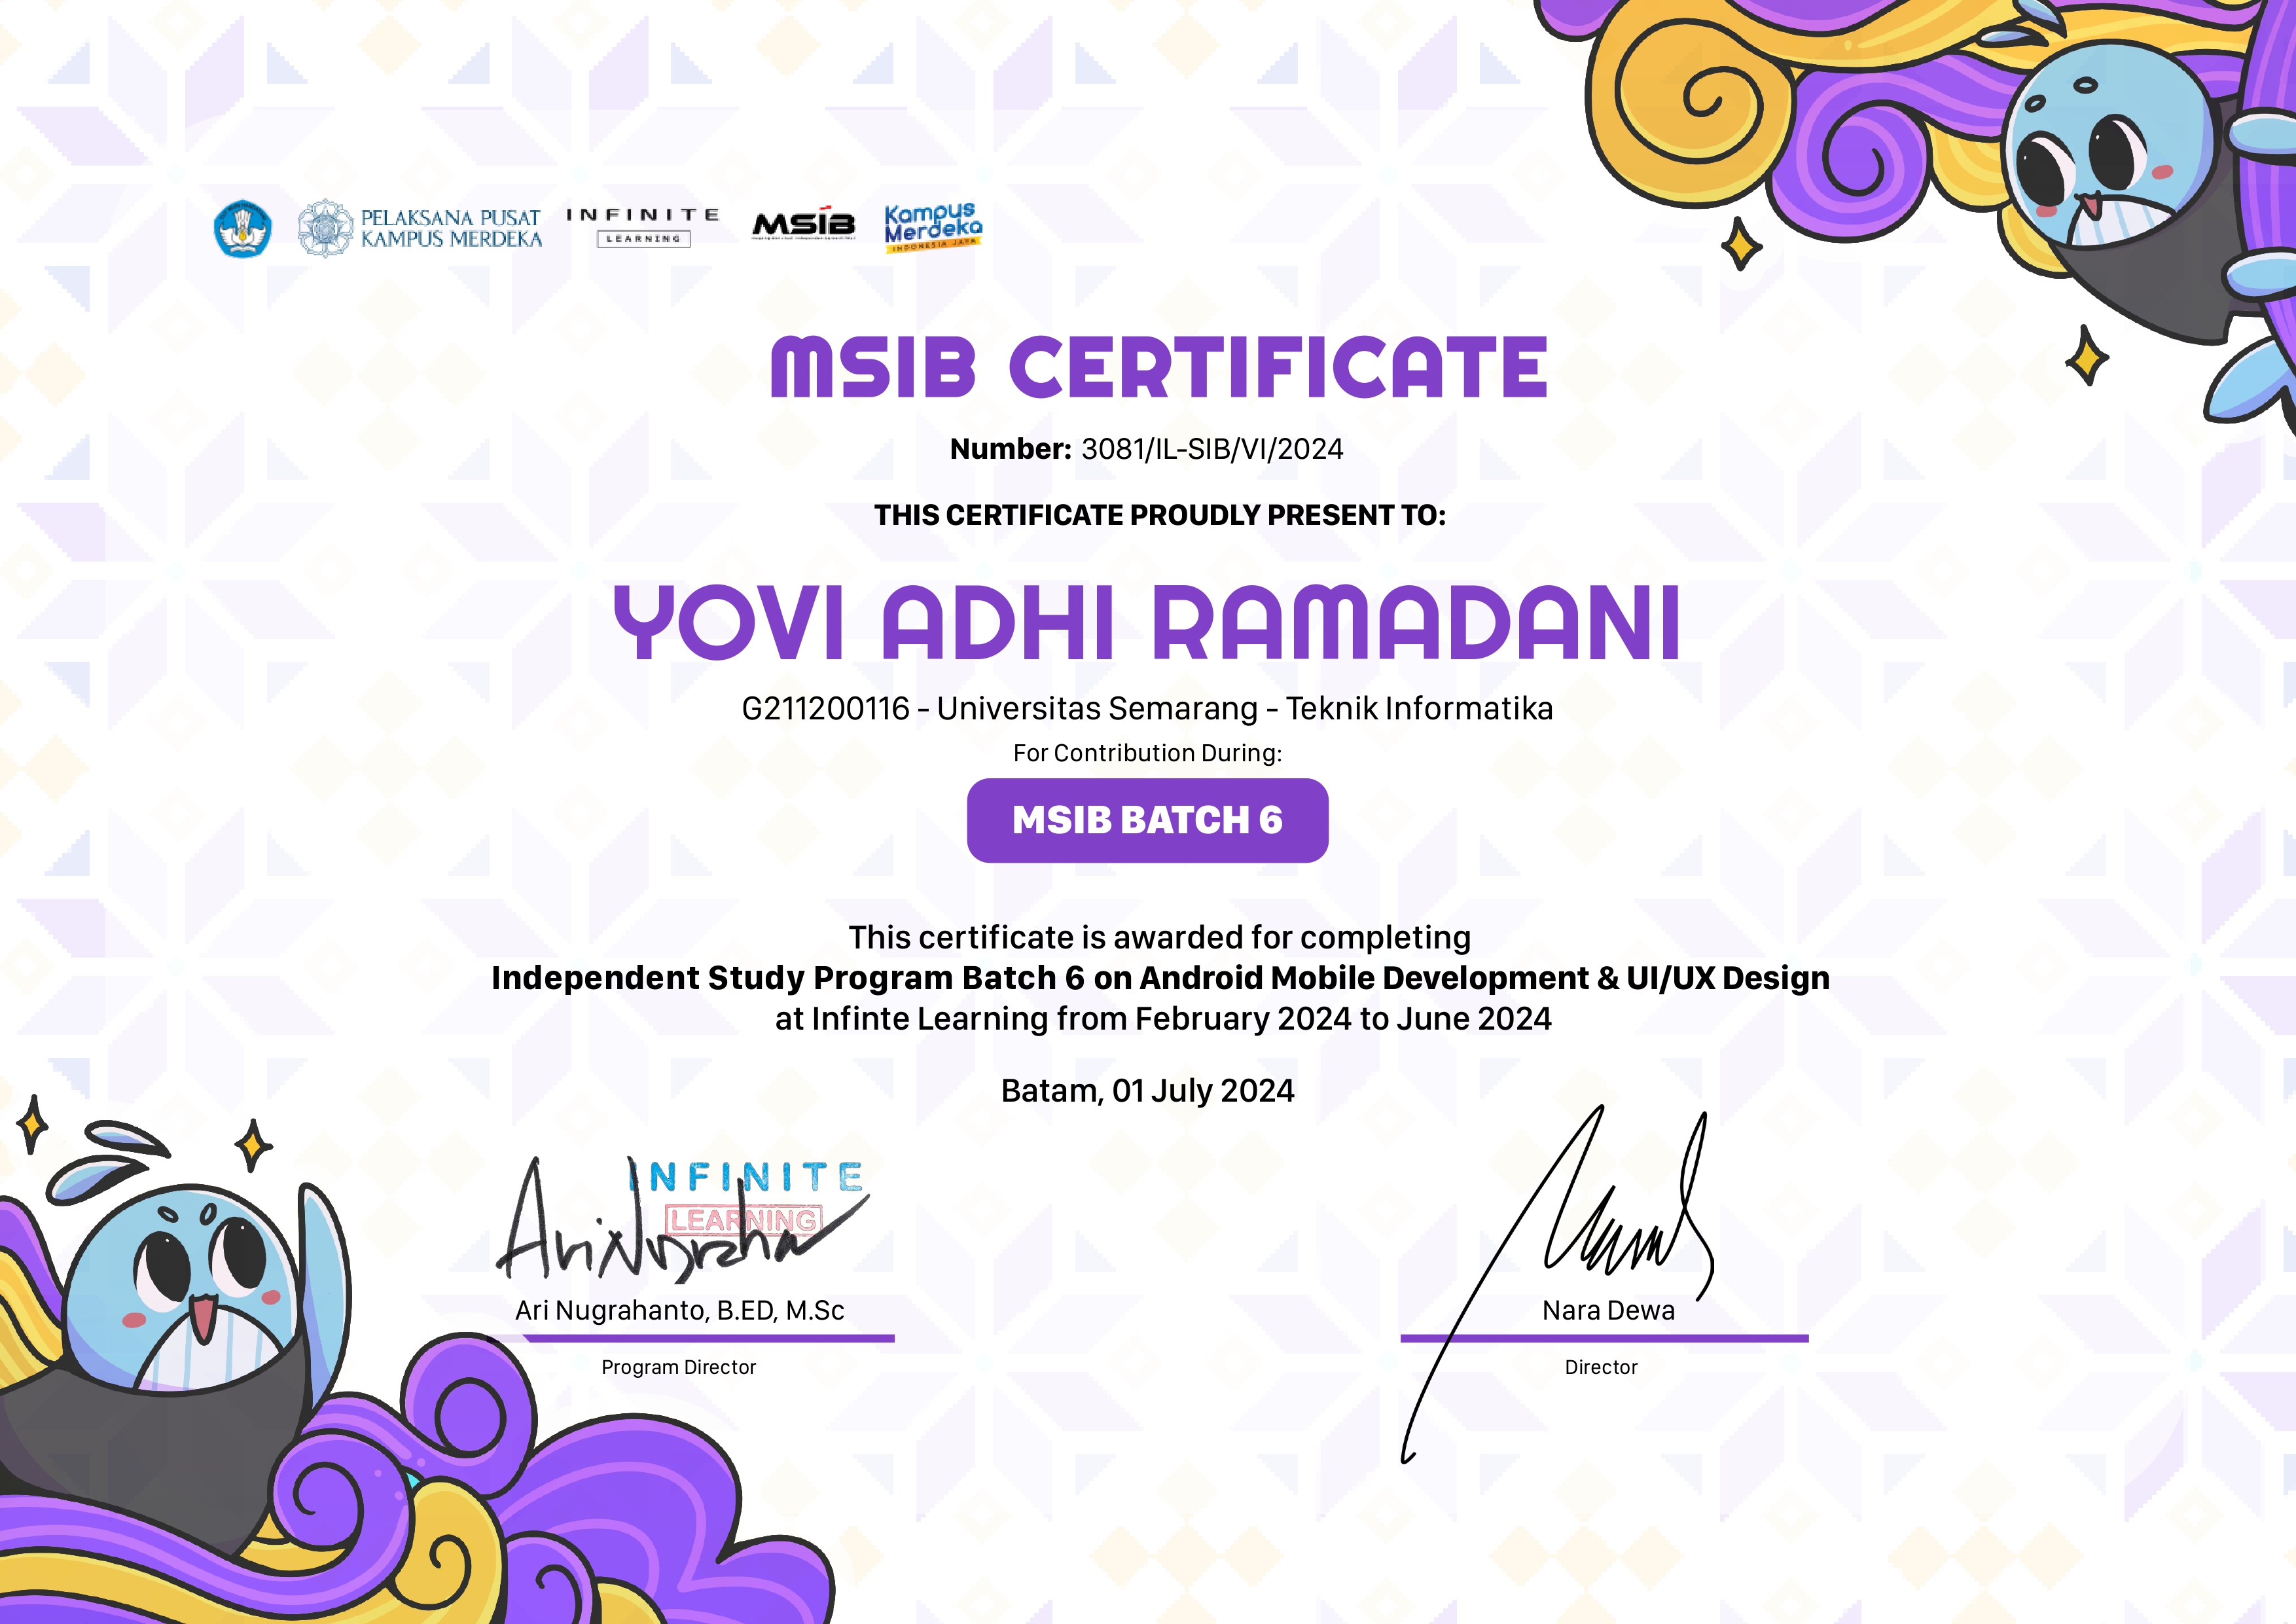 PELAKSANA PUSAT
KAMPUS MERDEKA
INFINITE
LEARNING
MSIB
Kampus
Merdeka
INDONESIA JAYA
MSIB CERTIFICATE
Number: 3081/IL-SIB/VI/2024
THIS CERTIFICATE PROUDLY PRESENT TO:
YOVI ADHI RAMADANI
G211200116 - Universitas Semarang - Teknik Informatika
For Contribution During:
MSIB BATCH 6
This certificate is awarded for completing
Independent Study Program Batch 6 on Android Mobile Development & UI/UX Design
at Infinte Learning from February 2024 to June 2024
Batam, 01 July 2024
INFINITE
LEARNING
Ari Nugrahanto, B.ED, M.Sc
Program Director
Nara Dewa
Director